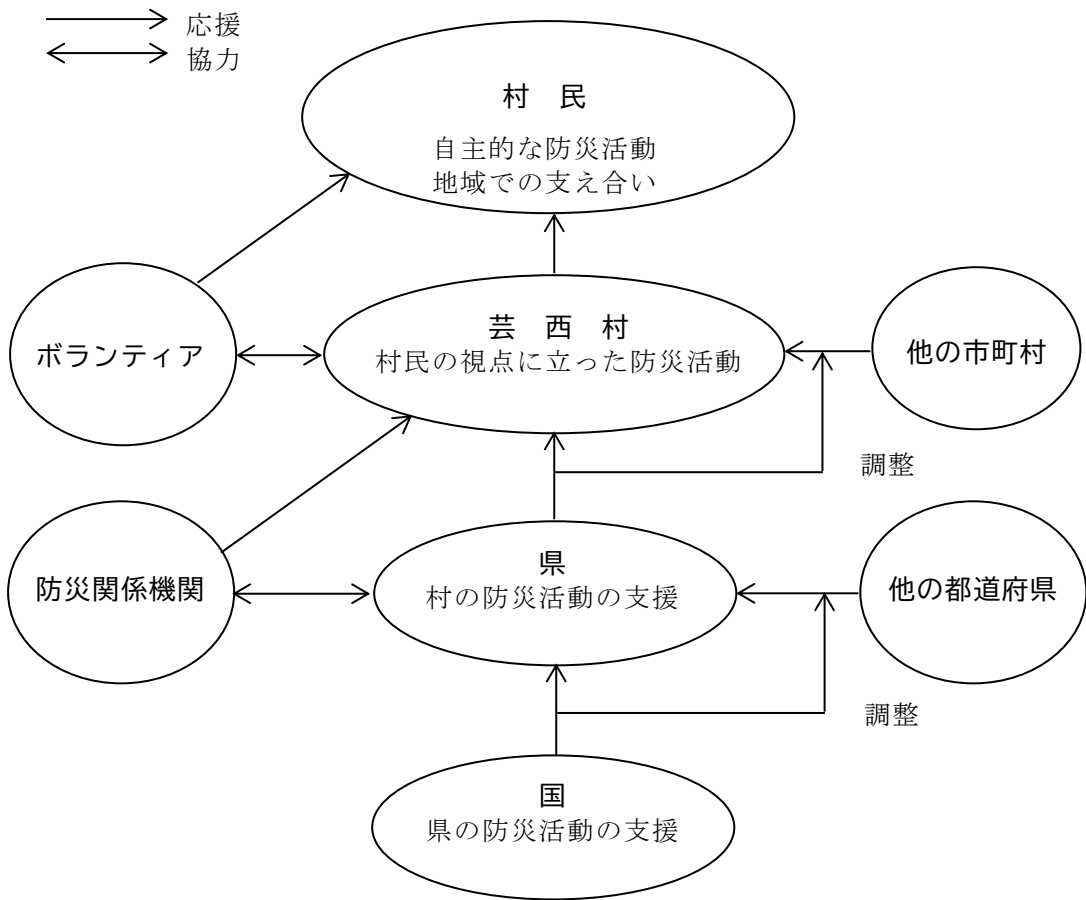 応援
協力
村　民
自主的な防災活動
地域での支え合い
ボランティア
芸　西　村
村民の視点に立った防災活動
他の市町村
調整
防災関係機関
県
村の防災活動の支援
他の都道府県
調整
国
県の防災活動の支援